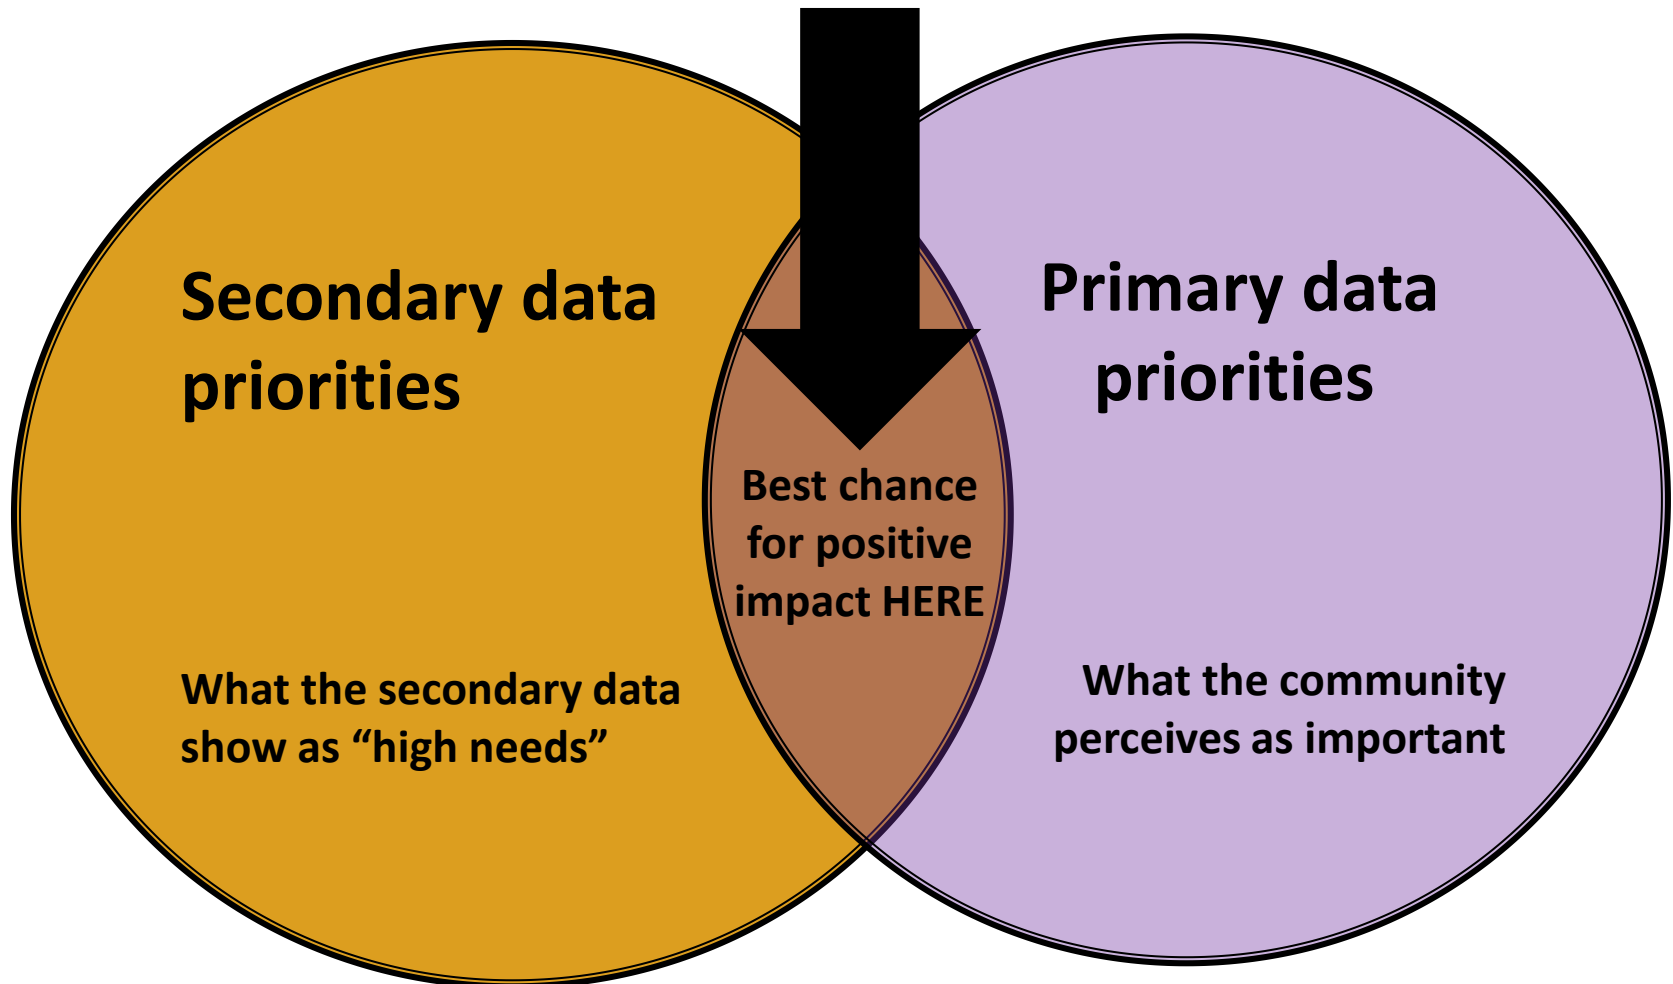 Secondary data
priorities
What the secondary data
show as “high needs”
Best chance
for positive
impact HERE
Primary data
priorities
What the community
perceives as important